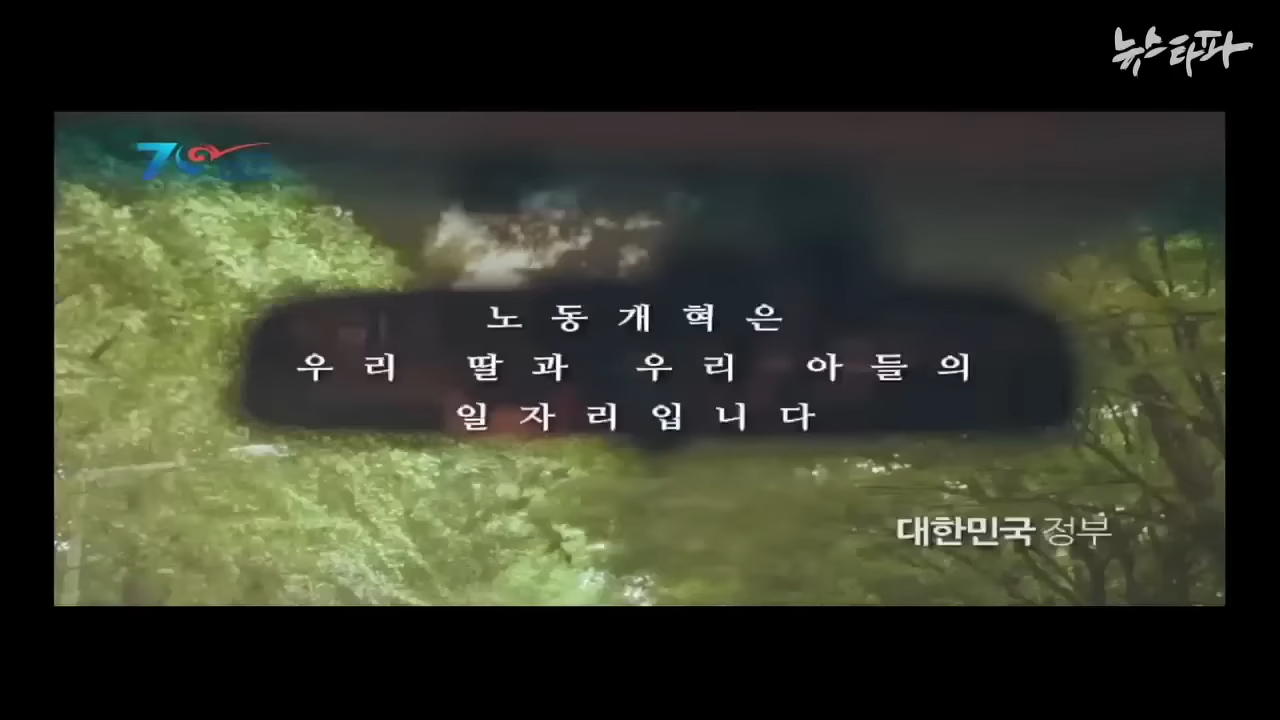 뉴스타파
70
노동개혁은
우리 딸과 우리 아들의
일자리입니다
대한민국 정부